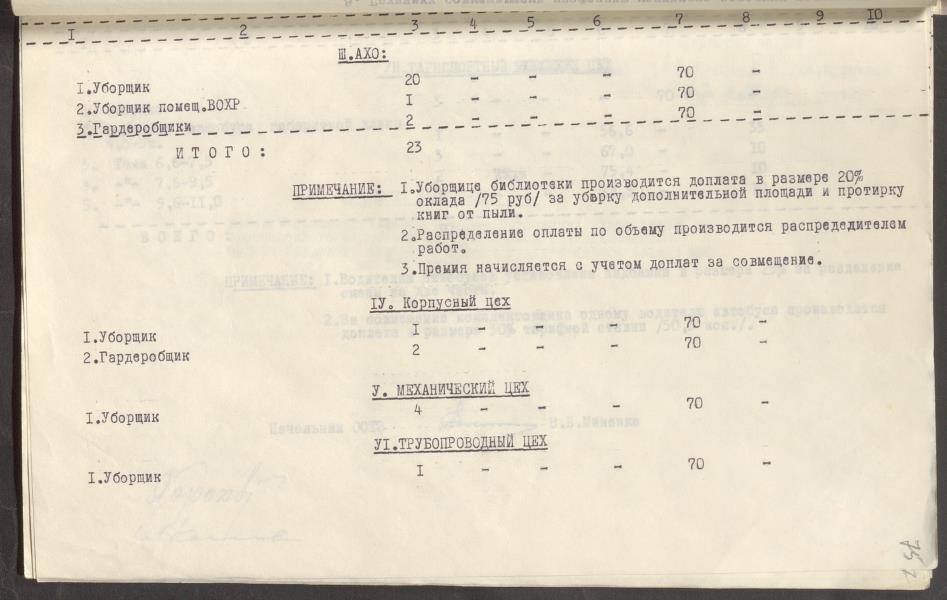 I 2 3 4 5 6 7 8 9 10
Ш.АХО:
I.Уборщик 20 - - - 70 -
2.Уборщик помещ.ВОХР I - - - 70 -
3.Гардеробщики 2 - - - 70 -
ИТОГО: 23
ПРИМЕЧАНИЕ: I.Уборщице библиотеки производится доплата в размере 20%
оклада /75 руб/ за уборку дополнительной площади и протирку
книг от пыли.
2.Распределение оплаты по объему производится распределителем
работ.
3.Премия начисляется с учетом доплат за совмещение.
IУ. Корпусный цех
I.Уборщик I - - - 70 -
2.Гардеробщик 2 - - - 70 -
У. МЕХАНИЧЕСКИЙ ЦЕХ
I.Уборщик 4 - - - 70 -
УI.ТРУБОПРОВОДНЫЙ ЦЕХ
I.Уборщик I - - - 70 -